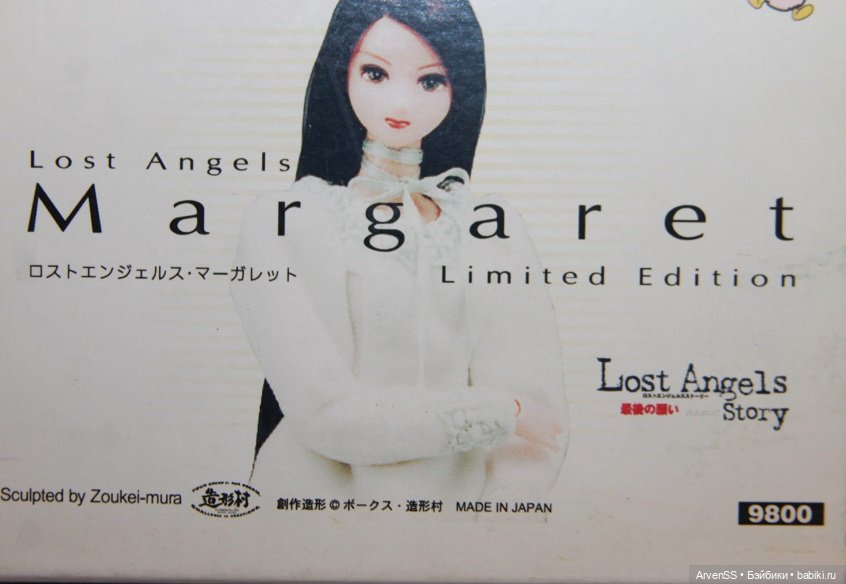 Lost Angels
Margaret
ロストエンジェルス・マーガレット
Limited Edition
Lost Angels
ロストエンジェルスストーリー
最後の願い
Story
Sculpted by Zoukei-mura
造形村
創作造形©ボークス・造形村 MADE IN JAPAN
9800
ArvenSS • Бэйбики • babiki.ru